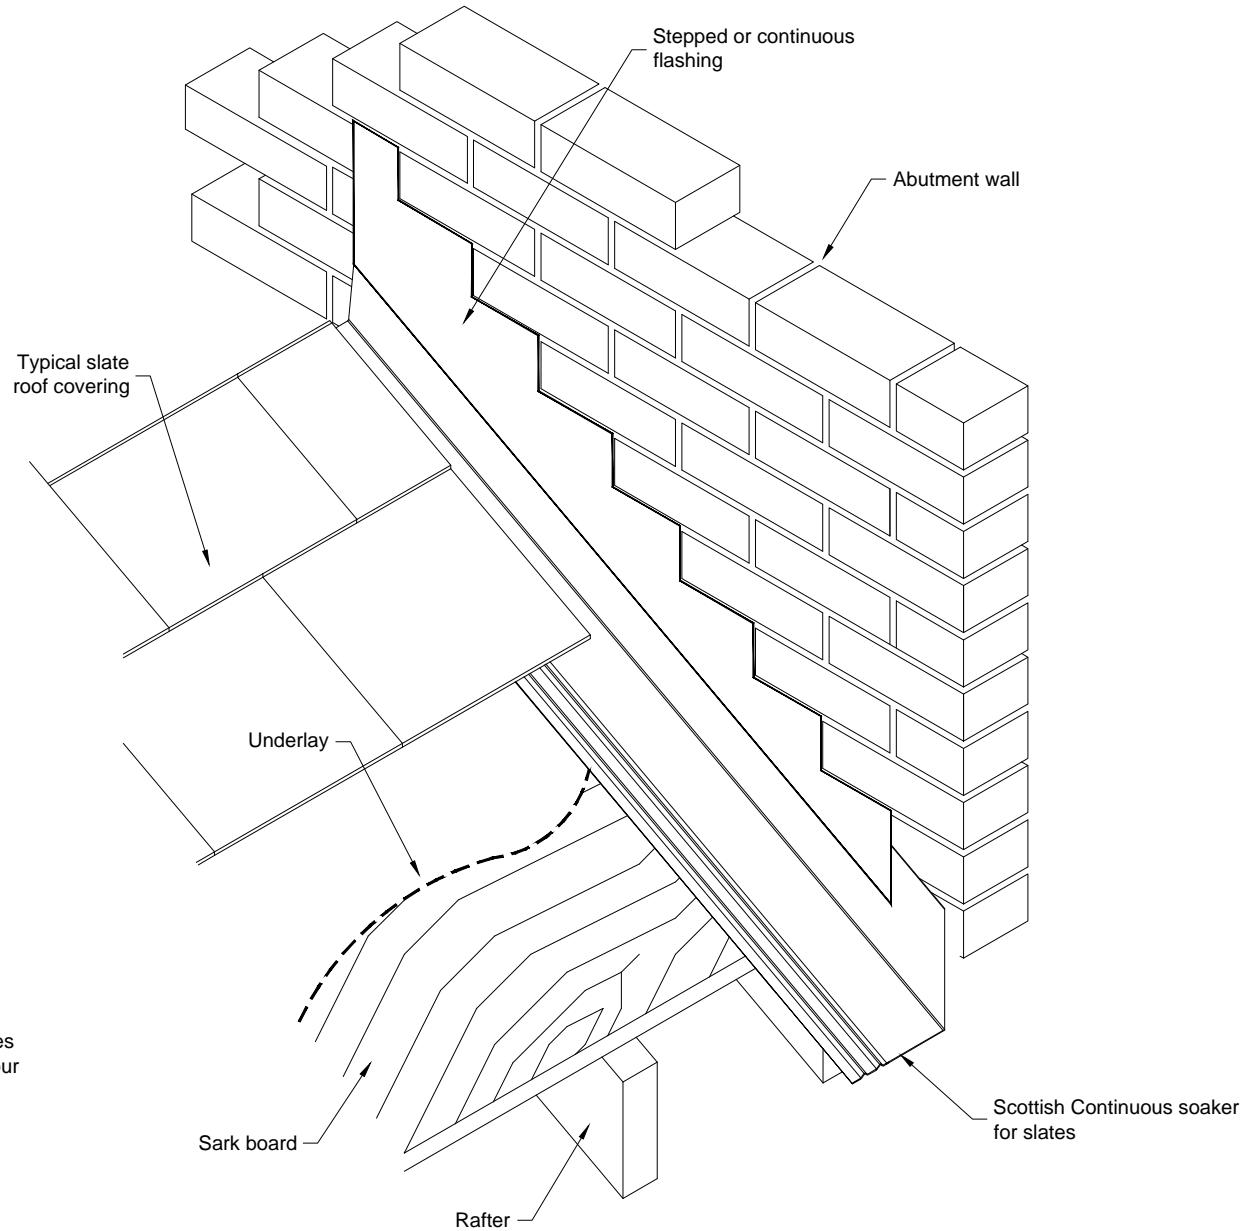 Stepped or continuous
flashing
Abutment wall
Typical slate
roof covering
Underlay
Sark board
Rafter
Scottish Continuous soaker
for slates